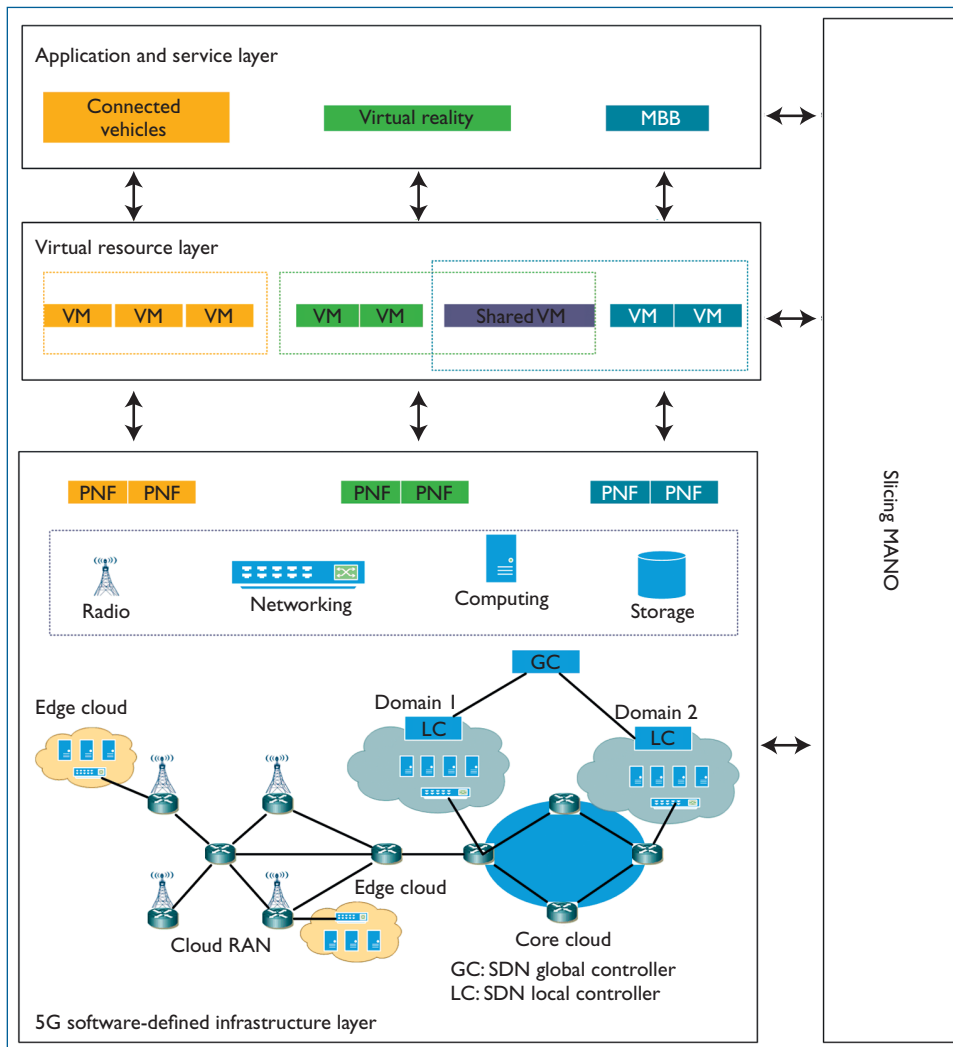 Application and service layer
Connected
vehicles
Virtual reality
MBB
Virtual resource layer
VM VM VM VM VM Shared VM VM VM
PNF PNF PNF PNF PNF PNF
Radio
Networking
Computing
Storage
GC
Domain 1
LC
Domain 2
LC
Edge cloud
Edge cloud
Cloud RAN
Core cloud
GC: SDN global controller
LC: SDN local controller
5G software-defined infrastructure layer
Slicing MANO